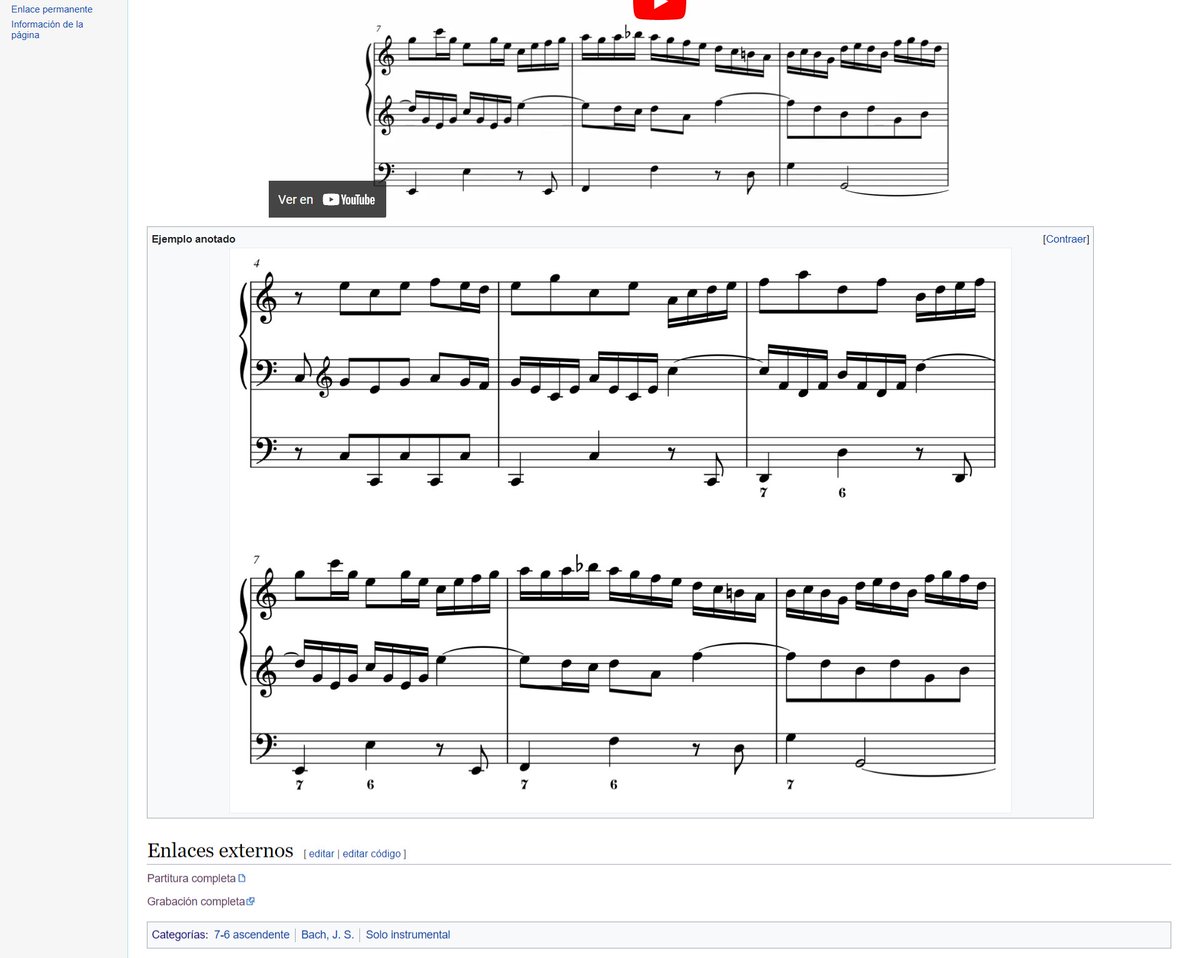 Enlace permanente
Información de la
página
7
Ver en YouTube
Ejemplo anotado [Contraer]
4
7 6
7
7 6 7 6 7
Enlaces externos [ editar | editar código ]
Partitura completa
Grabación completa
Categorías: 7-6 ascendente | Bach, J. S. | Solo instrumental